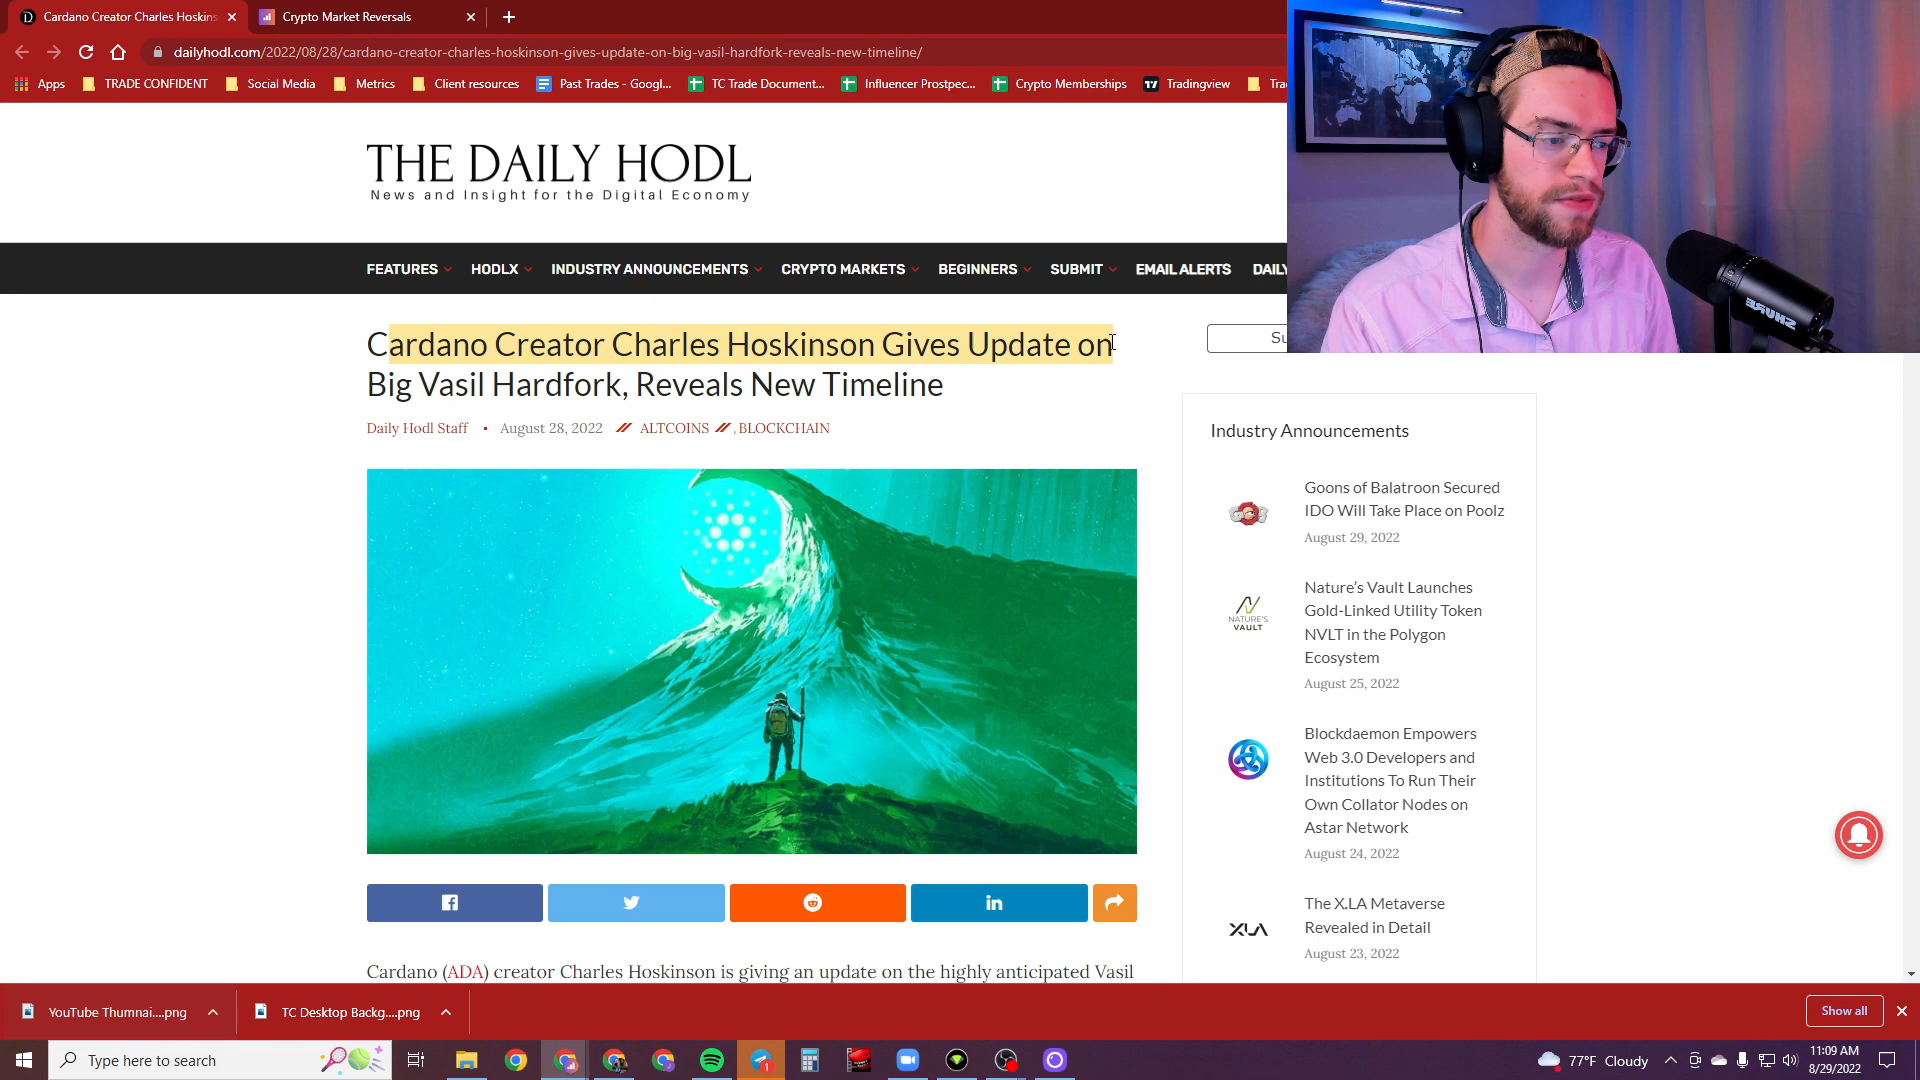 Cardano Creator Charles Hoskins
Crypto Market Reversals
dailyhodl.com/2022/08/28/cardano-creator-charles-hoskinson-gives-update-on-big-vasil-hardfork-reveals-new-timeline/
Apps
TRADE CONFIDENT
Social Media
Metrics
Client resources
Past Trades - Googl...
TC Trade Document...
Influencer Prostpec...
Crypto Memberships
Tradingview
Tra
THE DAILY HODL
News and Insight for the Digital Economy
FEATURES
HODLX
INDUSTRY ANNOUNCEMENTS
CRYPTO MARKETS
BEGINNERS
SUBMIT
EMAIL ALERTS
DAILY
Cardano Creator Charles Hoskinson Gives Update on
Big Vasil Hardfork, Reveals New Timeline
Daily Hodl Staff
August 28, 2022
ALTCOINS
, BLOCKCHAIN
Su
SHURE
Industry Announcements
Goons of Balatroon Secured
IDO Will Take Place on Poolz
August 29, 2022
NATURE'S
VAULT
Nature's Vault Launches
Gold-Linked Utility Token
NVLT in the Polygon
Ecosystem
August 25, 2022
Blockdaemon Empowers
Web 3.0 Developers and
Institutions To Run Their
Own Collator Nodes on
Astar Network
August 24, 2022
XLA
The X.LA Metaverse
Revealed in Detail
August 23, 2022
Cardano (ADA) creator Charles Hoskinson is giving an update on the highly anticipated Vasil
YouTube Thumnai....png
TC Desktop Backg....png
Show all
Type here to search
1
77°F Cloudy
11:09 AM
8/29/2022